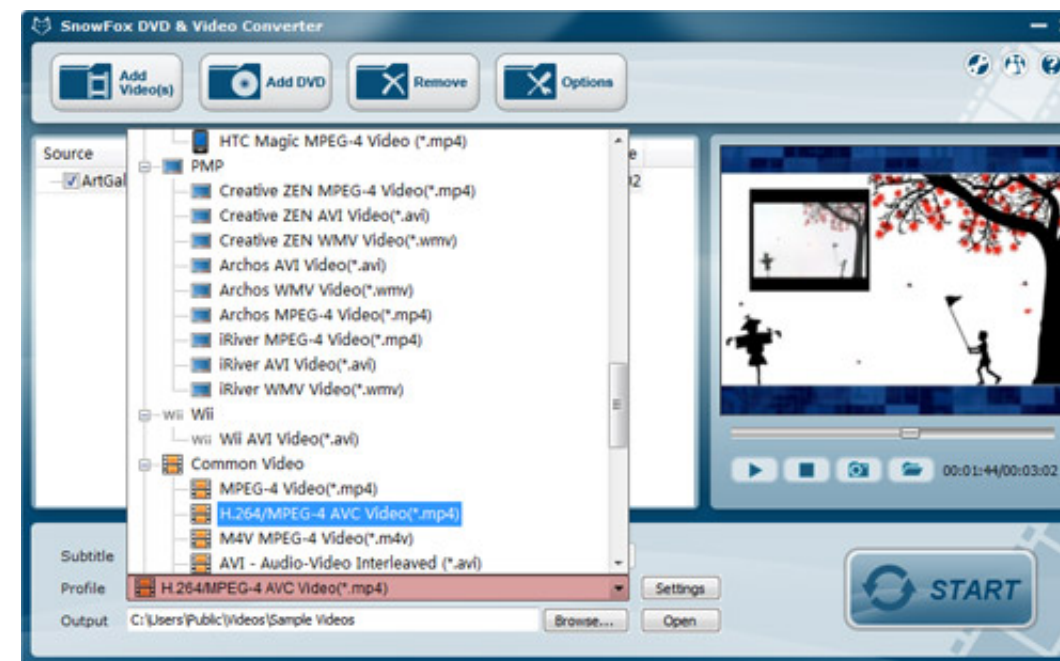 SnowFox DVD & Video Converter
Add Video(s)
Add DVD
Remove
Options
Source
ArtGal
HTC Magic MPEG-4 Video (*.mp4)
PMP
Creative ZEN MPEG-4 Video(*.mp4)
Creative ZEN AVI Video(*.avi)
Creative ZEN WMV Video(*.wmv)
Archos AVI Video(*.avi)
Archos WMV Video(*.wmv)
Archos MPEG-4 Video(*.mp4)
iRiver MPEG-4 Video(*.mp4)
iRiver AVI Video(*.avi)
iRiver WMV Video(*.wmv)
Wii Wii
Wii Wii AVI Video(*.avi)
Common Video
MPEG-4 Video(*.mp4)
H.264/MPEG-4 AVC Video(*.mp4)
M4V MPEG-4 Video(*.m4v)
AVI - Audio-Video Interleaved (*.avi)
00:01:44/00:03:02
Subtitle
Profile H.264/MPEG-4 AVC Video(*.mp4) Settings
Output C:\Users\Public\Videos\Sample Videos Browse... Open
START